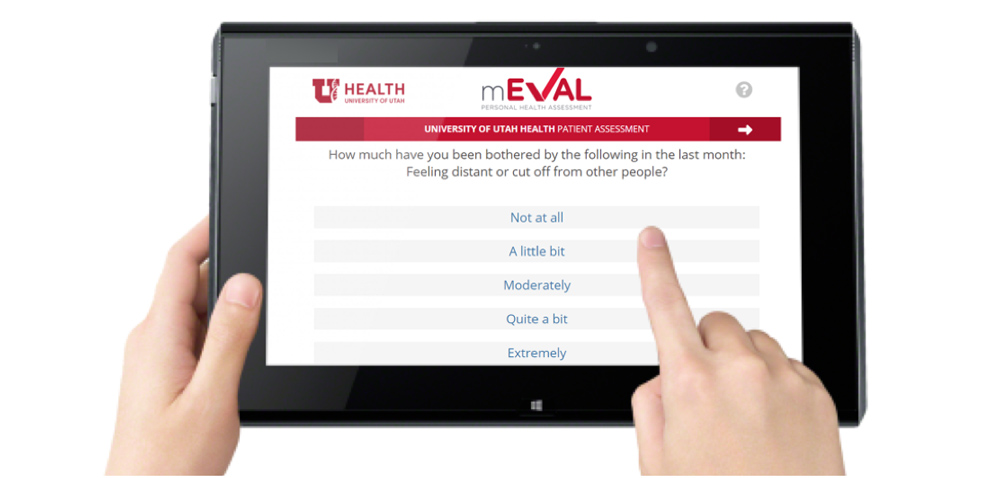 U HEALTH
UNIVERSITY OF UTAH
mEVAL
PERSONAL HEALTH ASSESSMENT
?
UNIVERSITY OF UTAH HEALTH PATIENT ASSESSMENT
How much have you been bothered by the following in the last month:
Feeling distant or cut off from other people?
Not at all
A little bit
Moderately
Quite a bit
Extremely